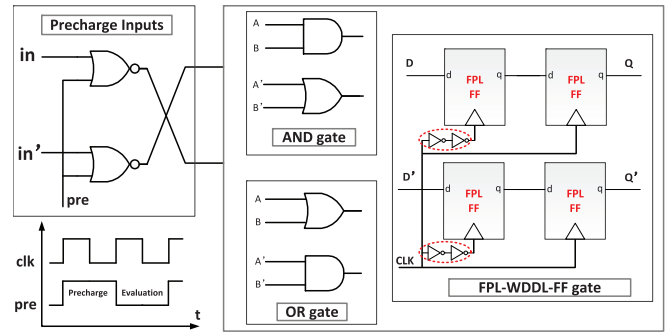 Precharge Inputs
in
in'
pre
clk
pre
Precharge
Evaluation
t
A
B
A'
B'
AND gate
A
B
A'
B'
OR gate
D
d
FPL
FF
q
d
FPL
FF
q
Q
D'
d
FPL
FF
q
d
FPL
FF
q
Q'
CLK
FPL-WDDL-FF gate